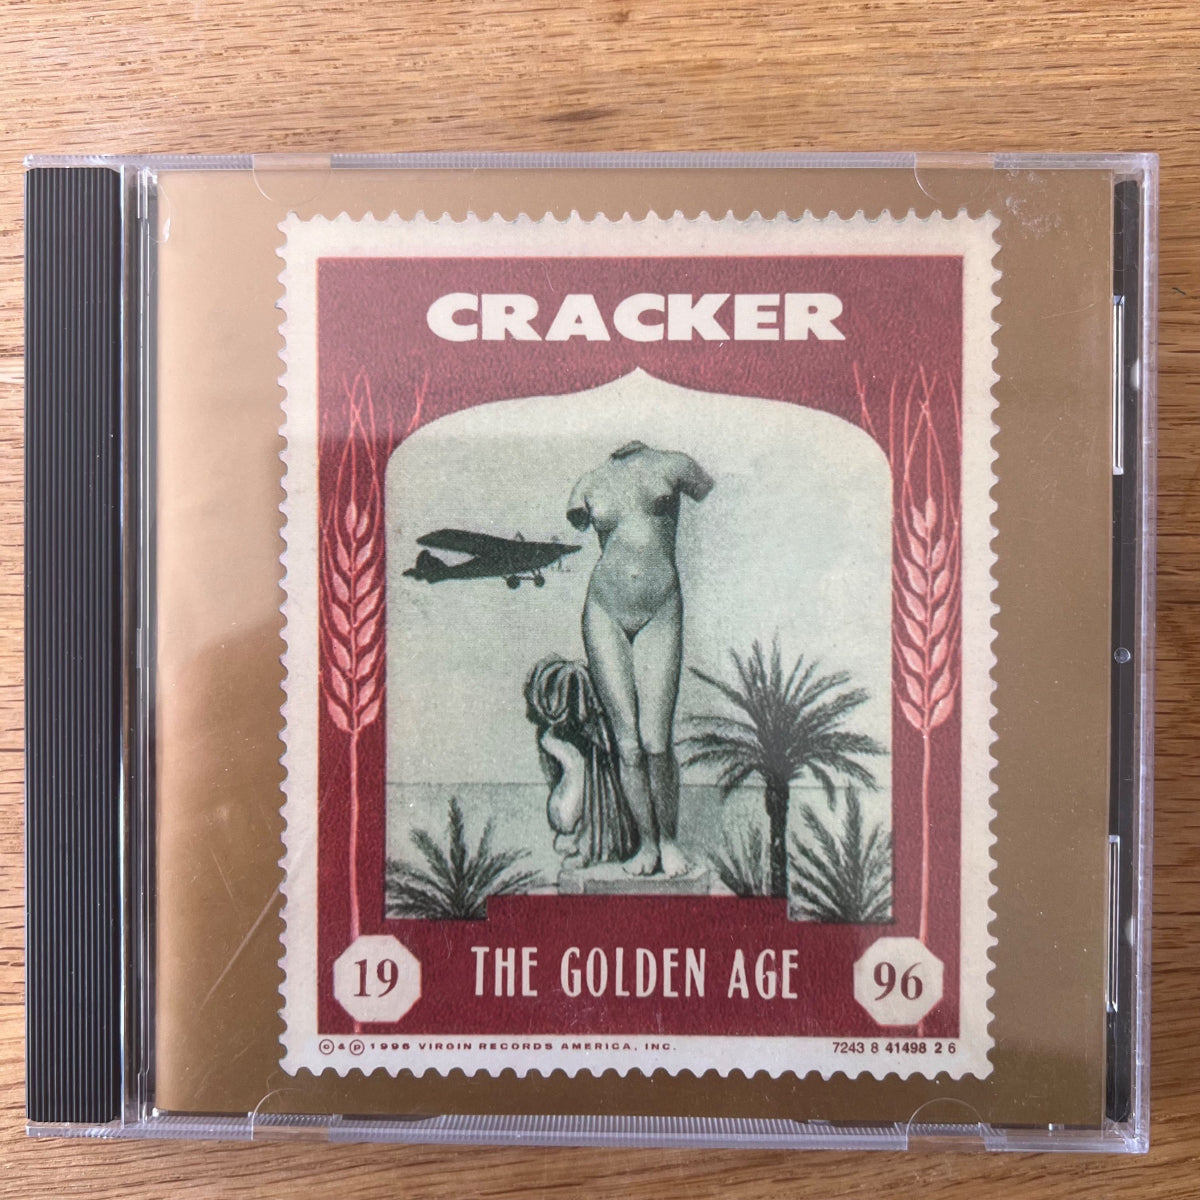 CRACKER
19 THE GOLDEN AGE 96
© & ℗ 1996 VIRGIN RECORDS AMERICA, INC. 7243 8 41498 2 6